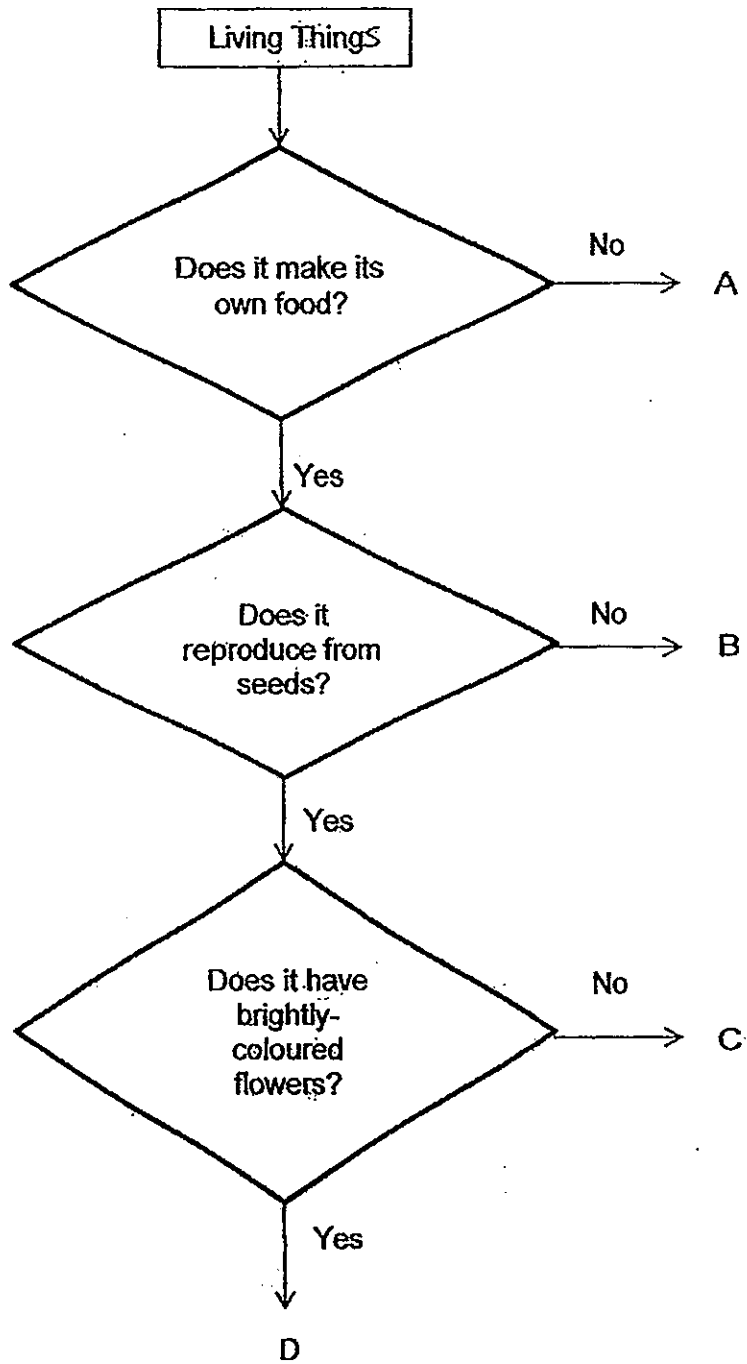 Living Things
Does it make its
own food?
No
A
Yes
Does it
reproduce from
seeds?
No
B
Yes
Does it have
brightly-
coloured
flowers?
No
C
Yes
D